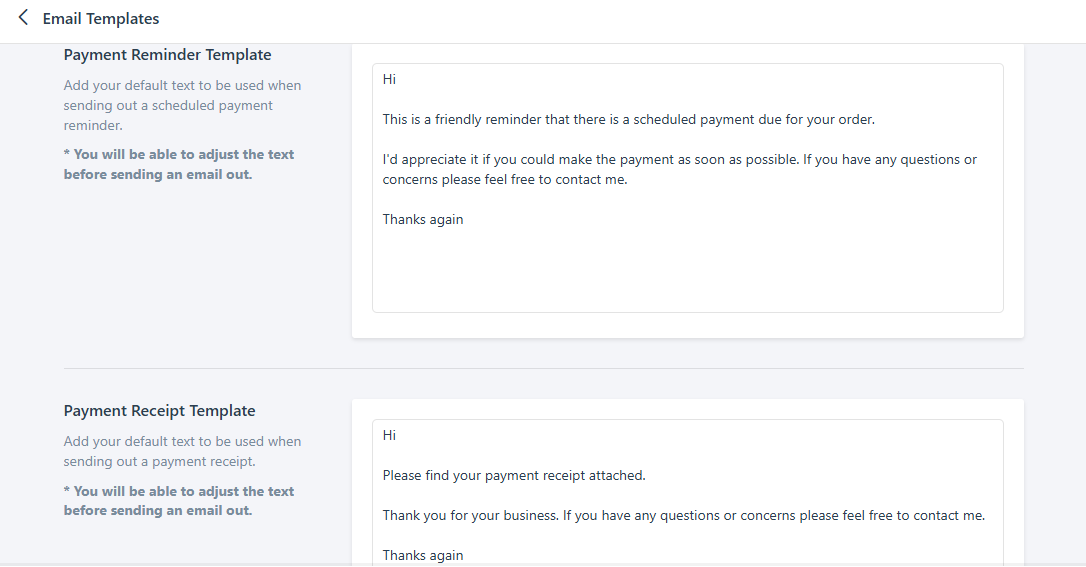 Email Templates
Payment Reminder Template
Add your default text to be used when
sending out a scheduled payment
reminder.
* You will be able to adjust the text
before sending an email out.
Hi
This is a friendly reminder that there is a scheduled payment due for your order.
I'd appreciate it if you could make the payment as soon as possible. If you have any questions or
concerns please feel free to contact me.
Thanks again
Payment Receipt Template
Add your default text to be used when
sending out a payment receipt.
* You will be able to adjust the text
before sending an email out.
Hi
Please find your payment receipt attached.
Thank you for your business. If you have any questions or concerns please feel free to contact me.
Thanks again